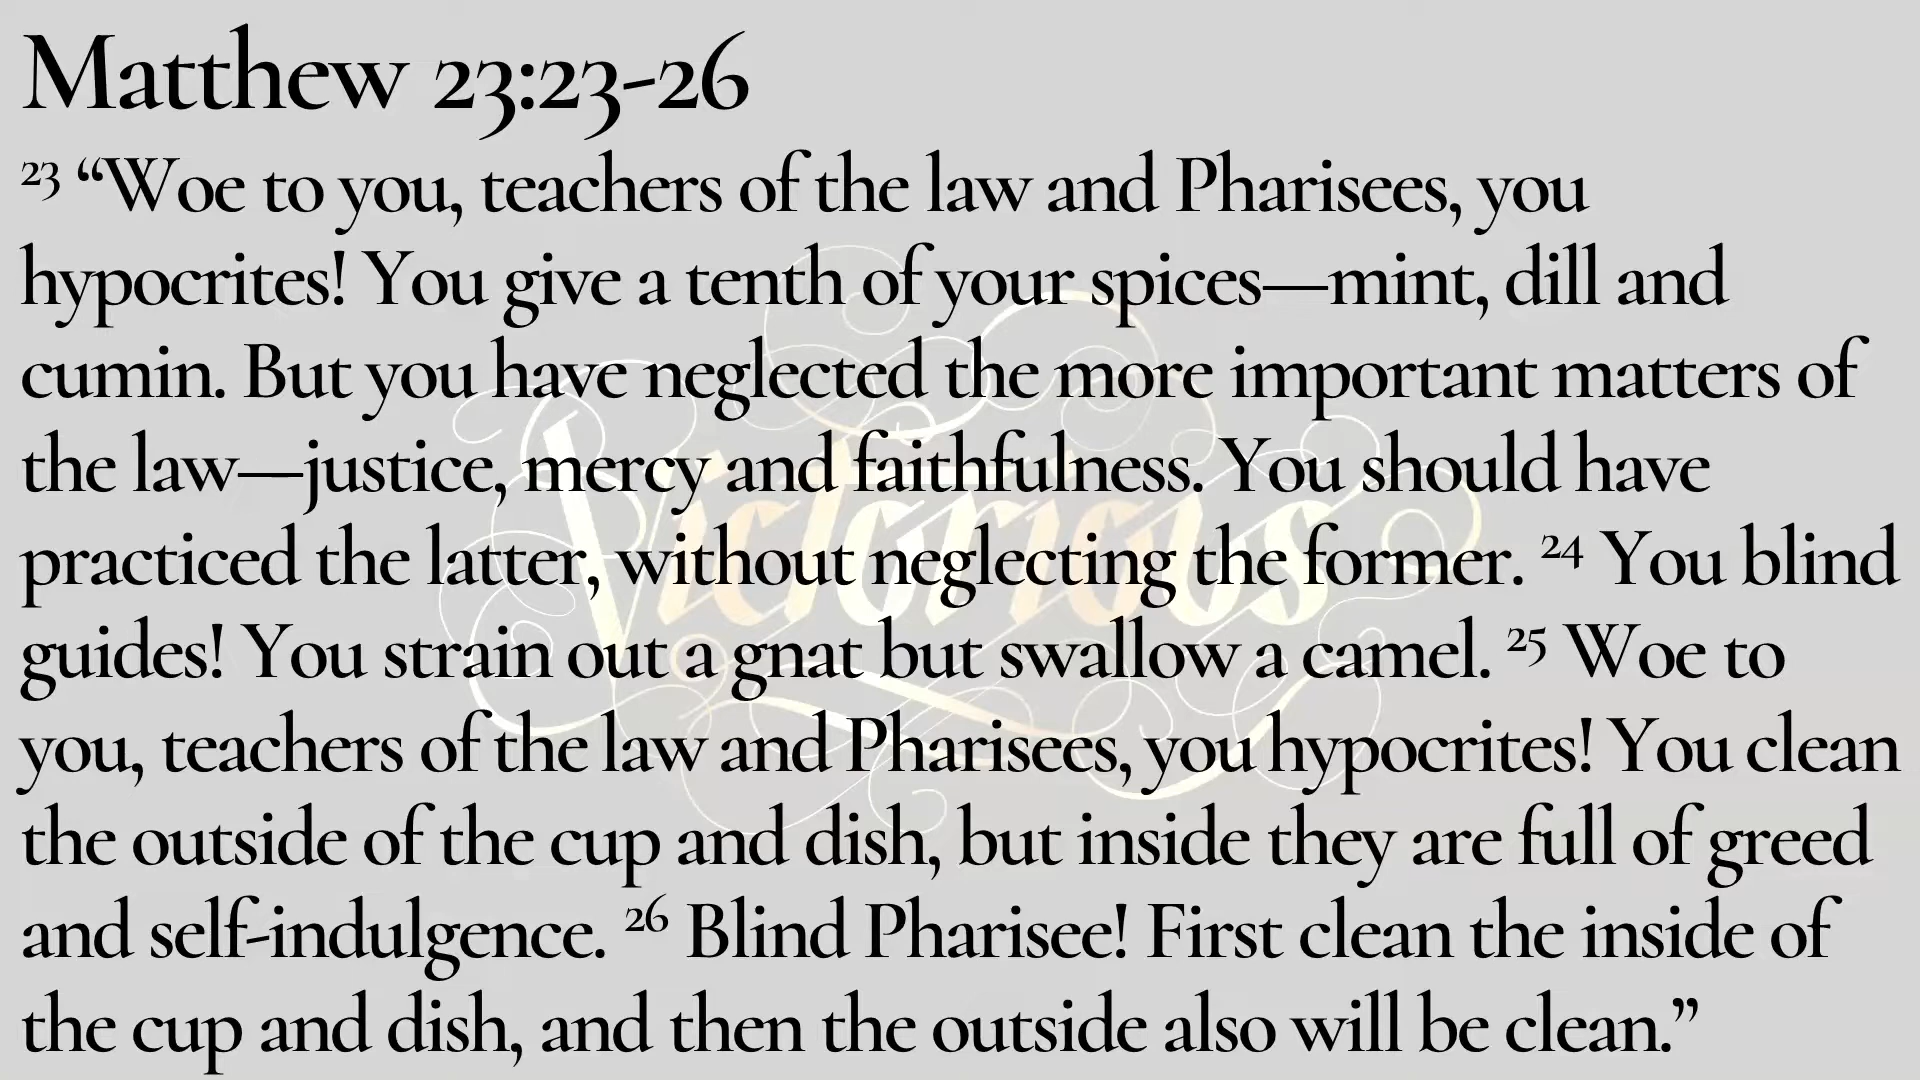 Matthew 23:23-26
23 “Woe to you, teachers of the law and Pharisees, you
hypocrites! You give a tenth of your spices—mint, dill and
cumin. But you have neglected the more important matters of
the law—justice, mercy and faithfulness. You should have
practiced the latter, without neglecting the former. 24 You blind
guides! You strain out a gnat but swallow a camel. 25 Woe to
you, teachers of the law and Pharisees, you hypocrites! You clean
the outside of the cup and dish, but inside they are full of greed
and self-indulgence. 26 Blind Pharisee! First clean the inside of
the cup and dish, and then the outside also will be clean.”
Victorious